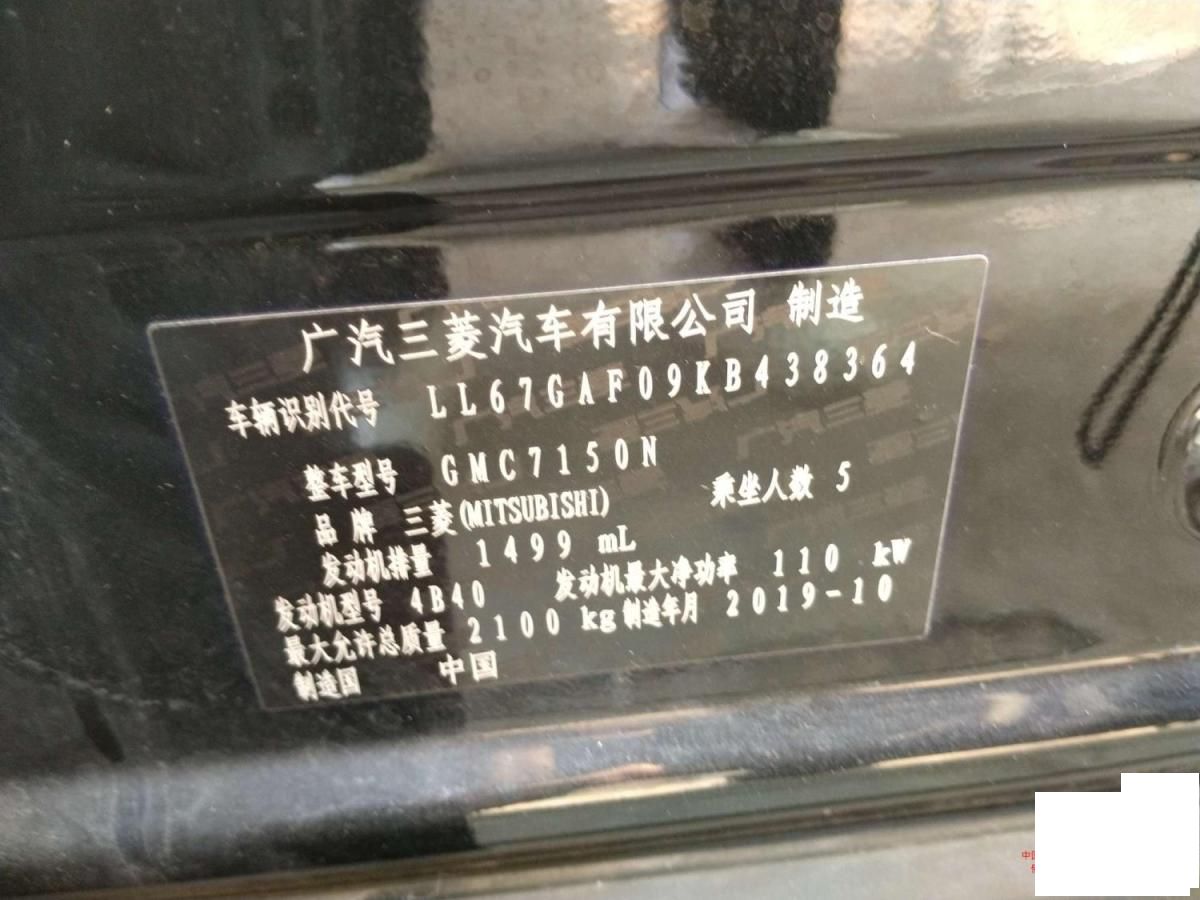 广汽三菱汽车有限公司 制造
车辆识别代号 LL67GAF09KB438364
整车型号 GMC7150N
品牌 三菱(MITSUBISHI) 乘坐人数 5
发动机排量 1499 mL
发动机型号 4B40 发动机最大净功率 110 kW
最大允许总质量 2100 kg 制造年月 2019-10
制造国 中国